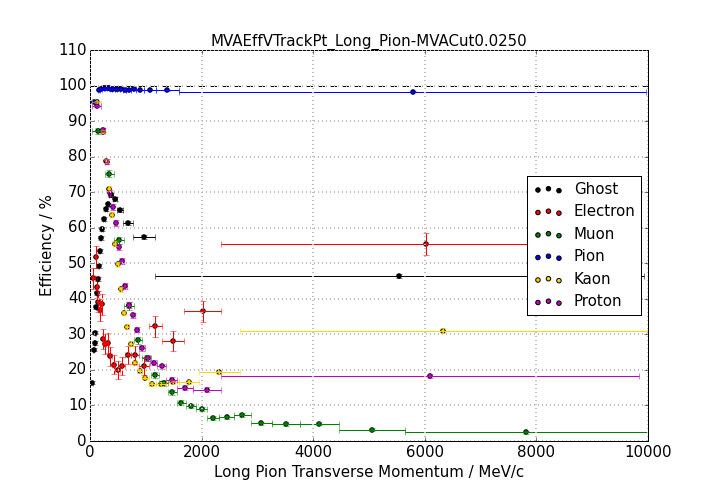 MVAEffVTrackPt_Long_Pion-MVACut0.0250
110
100
90
80
70
60
50
40
30
20
10
0
Efficiency / %
Ghost
Electron
Muon
Pion
Kaon
Proton
0 2000 4000 6000 8000 10000
Long Pion Transverse Momentum / MeV/c